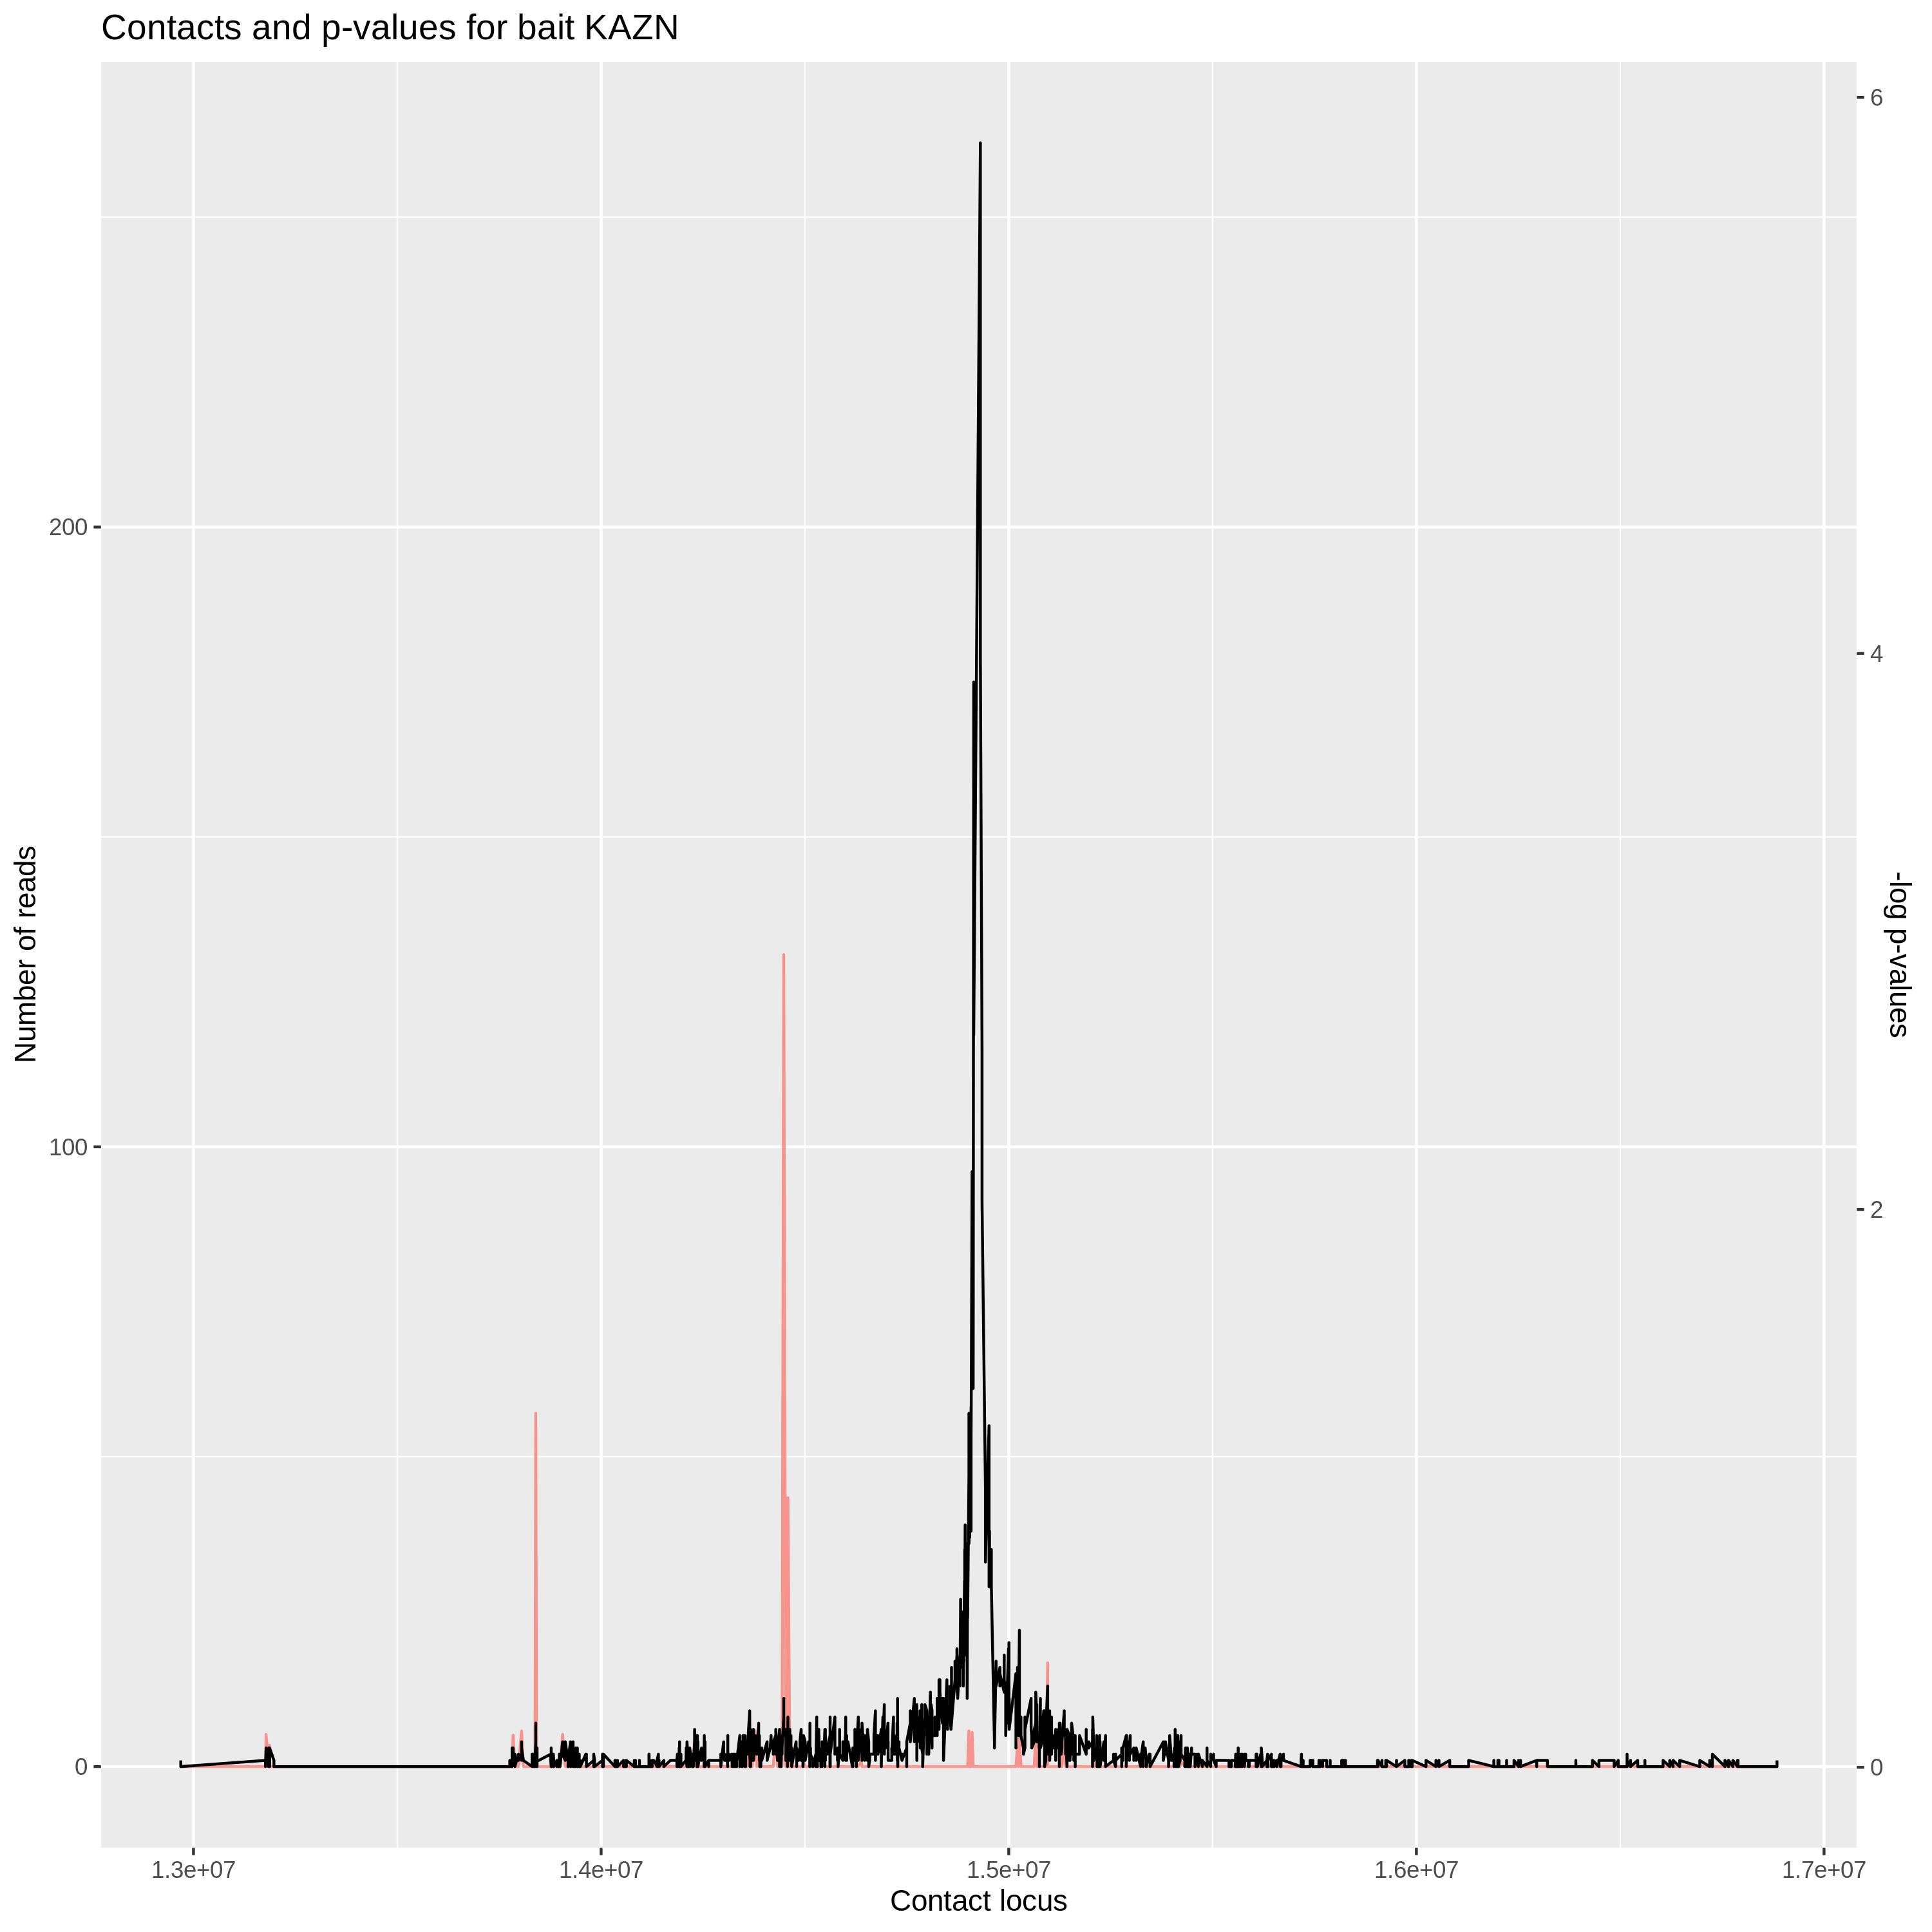 Contacts and p-values for bait KAZN
6
200
4
Number of reads
-log p-values
100
2
0
0
1.3e+07
1.4e+07
1.5e+07
1.6e+07
1.7e+07
Contact locus